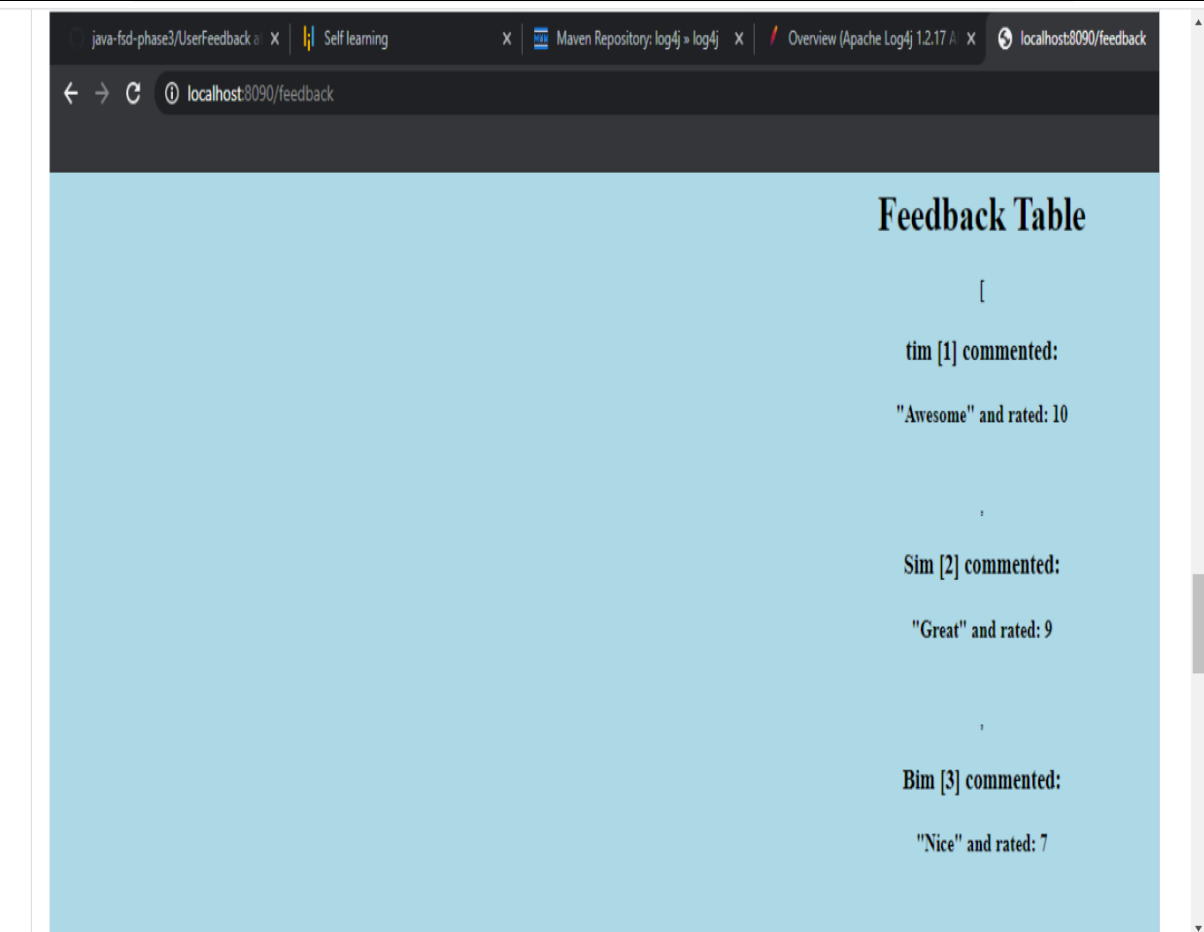 java-fsd-phase3/UserFeedback a
Self learning
Maven Repository: log4j » log4j
Overview (Apache Log4j 1.2.17 A
localhost:8090/feedback
localhost:8090/feedback
Feedback Table
[
tim [1] commented:
"Awesome" and rated: 10
,
Sim [2] commented:
"Great" and rated: 9
,
Bim [3] commented:
"Nice" and rated: 7